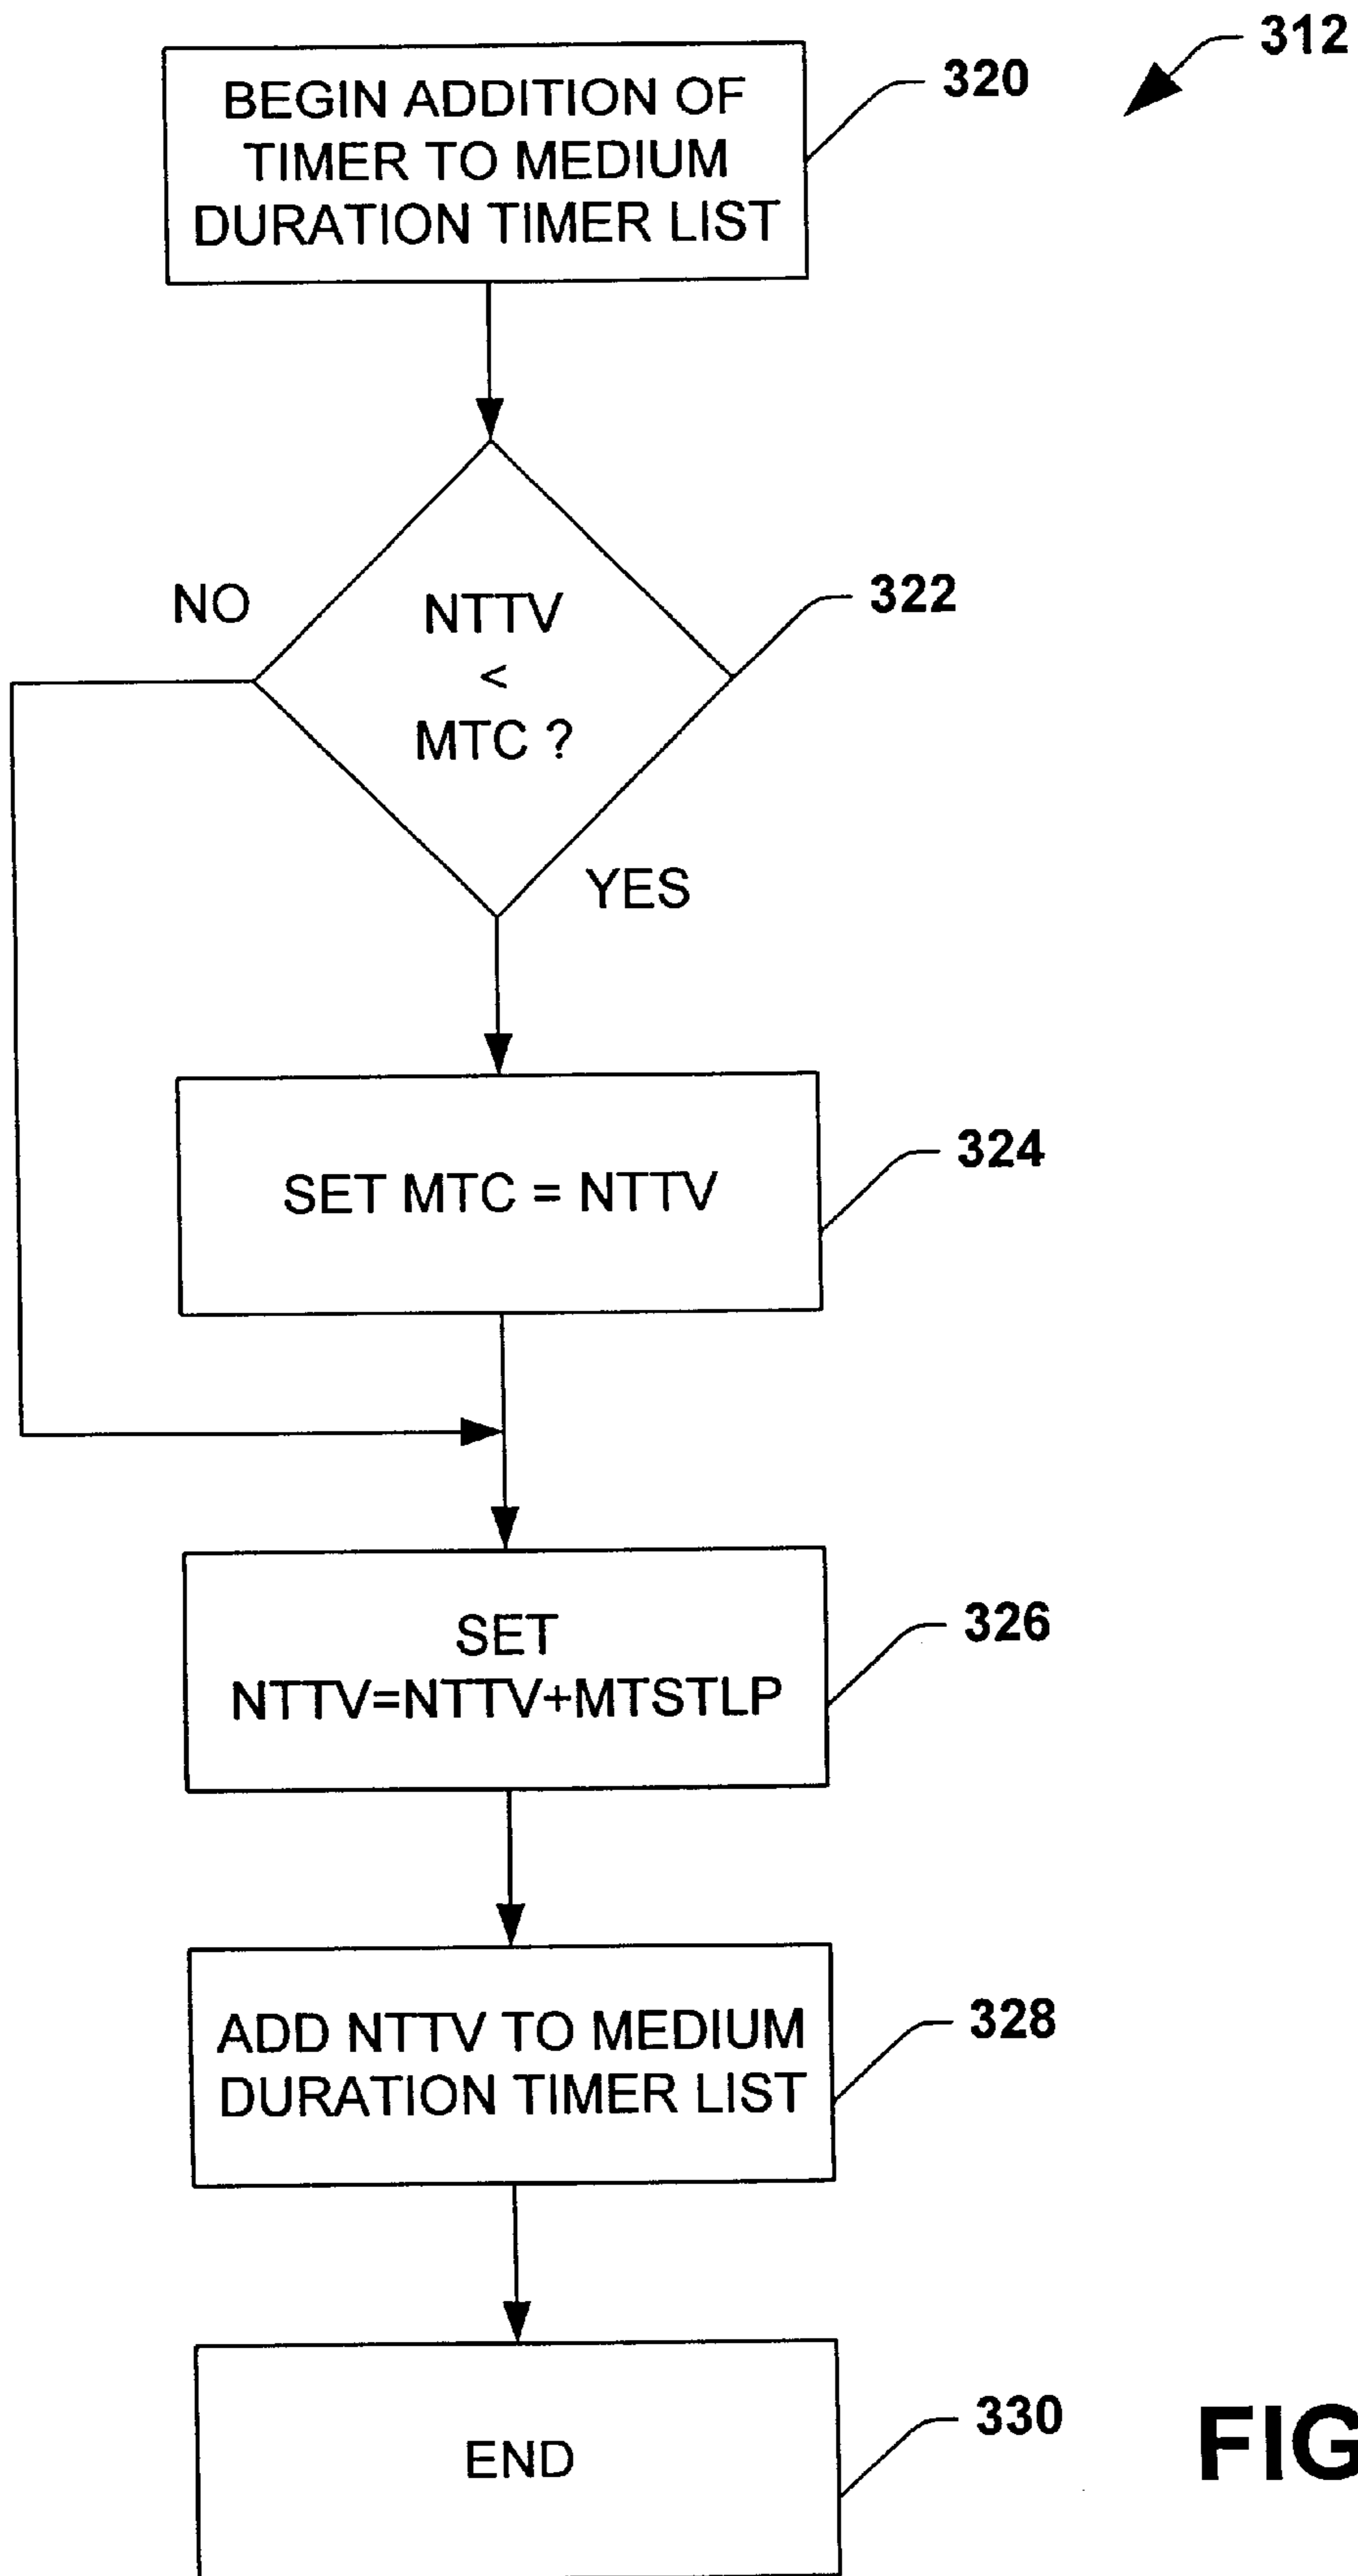 312
BEGIN ADDITION OF
TIMER TO MEDIUM
DURATION TIMER LIST
320
NO
NTTV
<
MTC ?
322
YES
SET MTC = NTTV
324
SET
NTTV=NTTV+MTSTLP
326
ADD NTTV TO MEDIUM
DURATION TIMER LIST
328
END
330
FIG